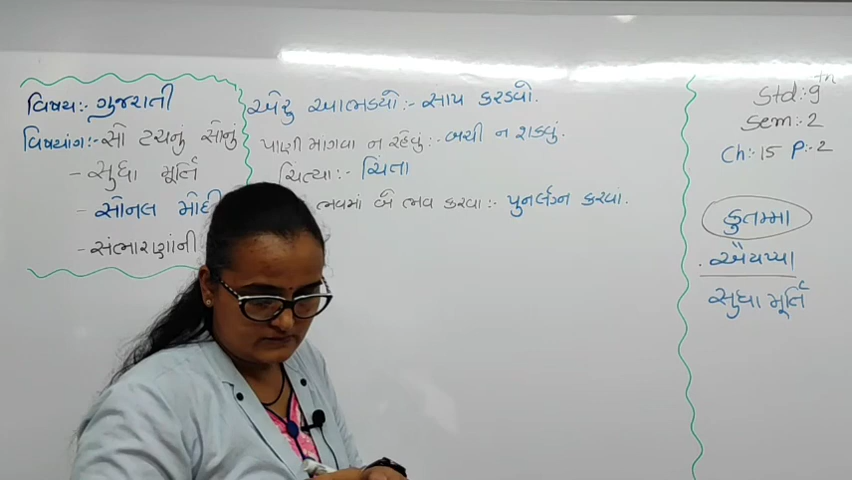 વિષય:- ગુજરાતી
વિષયાંગ:- સો ટચનું સોનું
- સુધા મૂર્તિ
- સોનલ મોદી
- સંભારણાંની
એરુ આભડ્યો:- સાપ કરડવો.
પાણી માગવા ન રહેવું:- બચી ન શકવું.
ચિંત્યા:- ચિંતા
ભવમાં બે ભવ કરવા:- પુનર્લગ્ન કરવાં.
Std:- 9th
Sem:- 2
Ch:- 15 P:- 2
કુતમ્મા
. ઐયપ્પા
સુધા મૂર્તિ